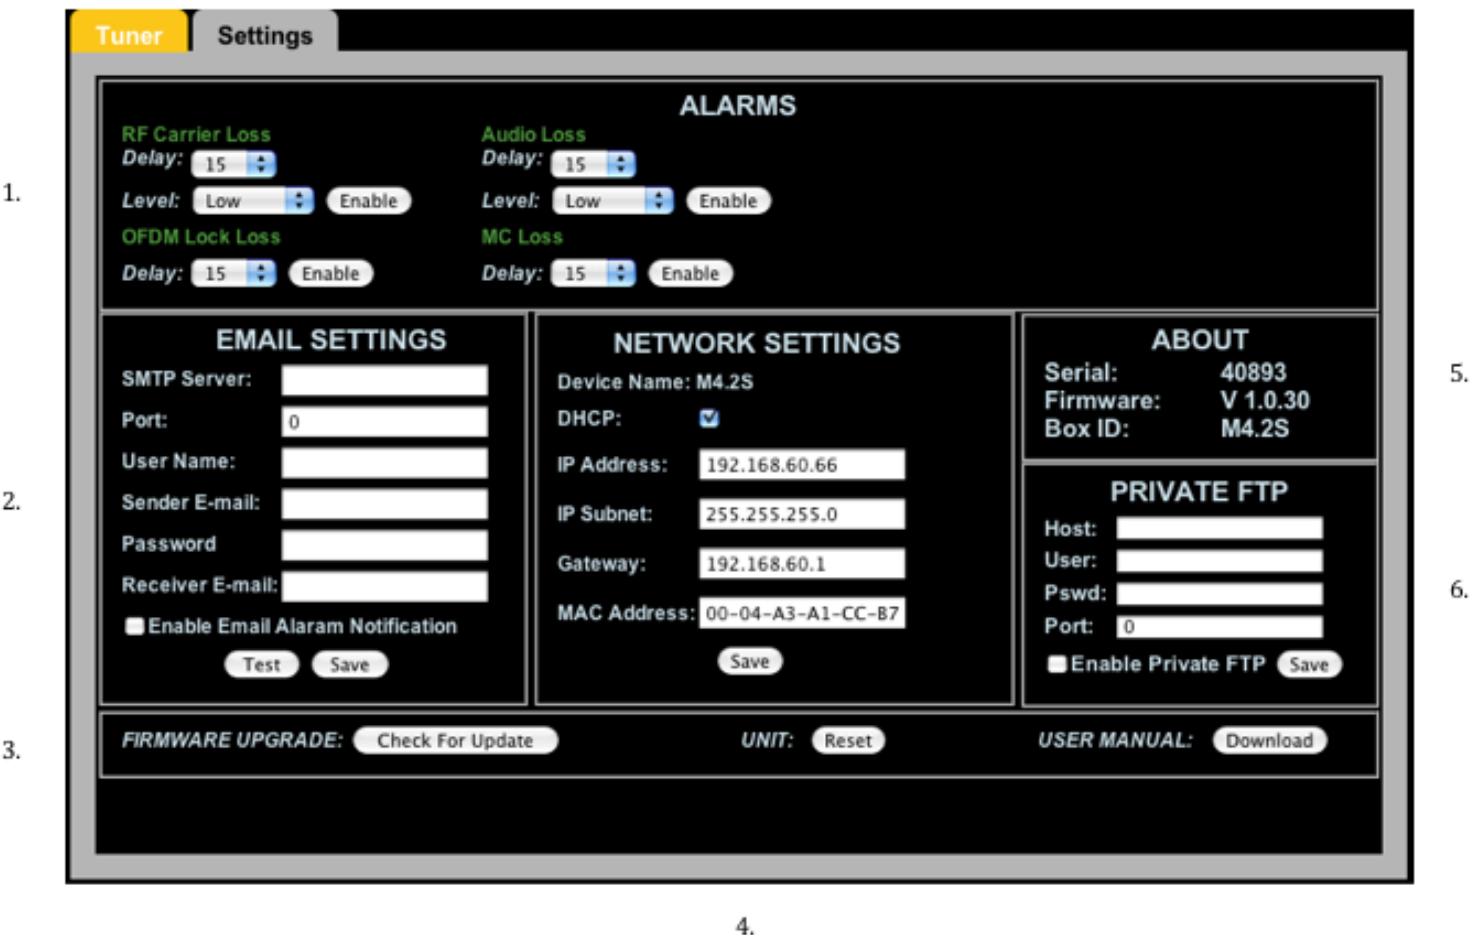 Tuner Settings
ALARMS
RF Carrier Loss Audio Loss
Delay: 15 Delay: 15
1.
Level: Low Enable Level: Low Enable
OFDM Lock Loss MC Loss
Delay: 15 Enable Delay: 15 Enable
EMAIL SETTINGS
SMTP Server:
Port: 0
User Name:
2.
Sender E-mail:
Password
Receiver E-mail:
Enable Email Alaram Notification
Test Save
NETWORK SETTINGS
Device Name: M4.2S
DHCP:
IP Address: 192.168.60.66
IP Subnet: 255.255.255.0
Gateway: 192.168.60.1
MAC Address: 00-04-A3-A1-CC-B7
Save
ABOUT
Serial: 40893
5.
Firmware: V 1.0.30
Box ID: M4.2S
PRIVATE FTP
Host:
User:
Pswd:
6.
Port: 0
Enable Private FTP Save
3.
FIRMWARE UPGRADE: Check For Update UNIT: Reset USER MANUAL: Download
4.